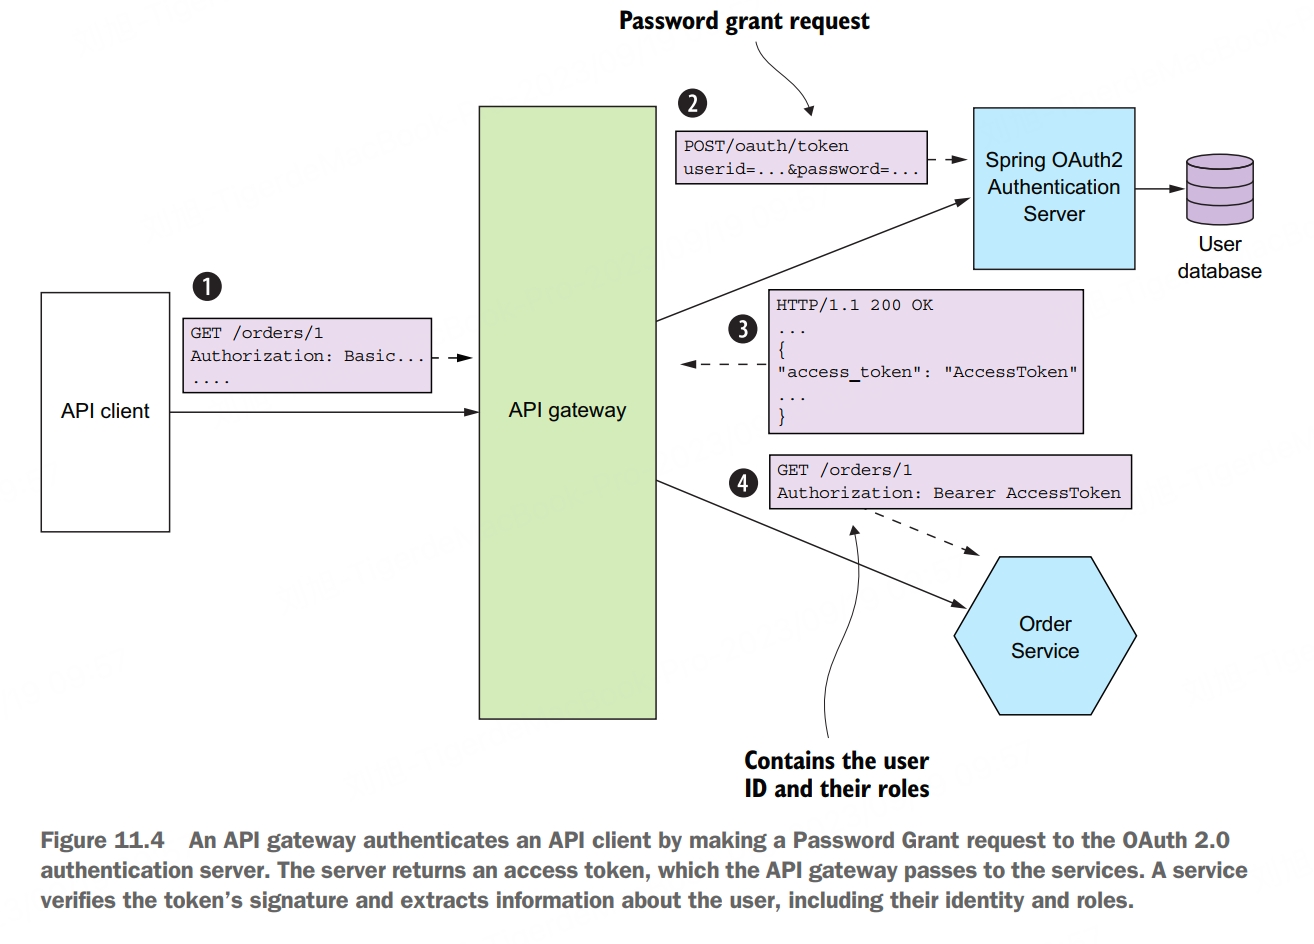 Password grant request
2
POST/oauth/token
userid=...&password=...
Spring OAuth2
Authentication
Server
User
database
1
GET /orders/1
Authorization: Basic...
....
API client
API gateway
3
HTTP/1.1 200 OK
...
{
"access_token": "AccessToken"
...
}
4
GET /orders/1
Authorization: Bearer AccessToken
Order
Service
Contains the user
ID and their roles
Figure 11.4 An API gateway authenticates an API client by making a Password Grant request to the OAuth 2.0
authentication server. The server returns an access token, which the API gateway passes to the services. A service
verifies the token's signature and extracts information about the user, including their identity and roles.